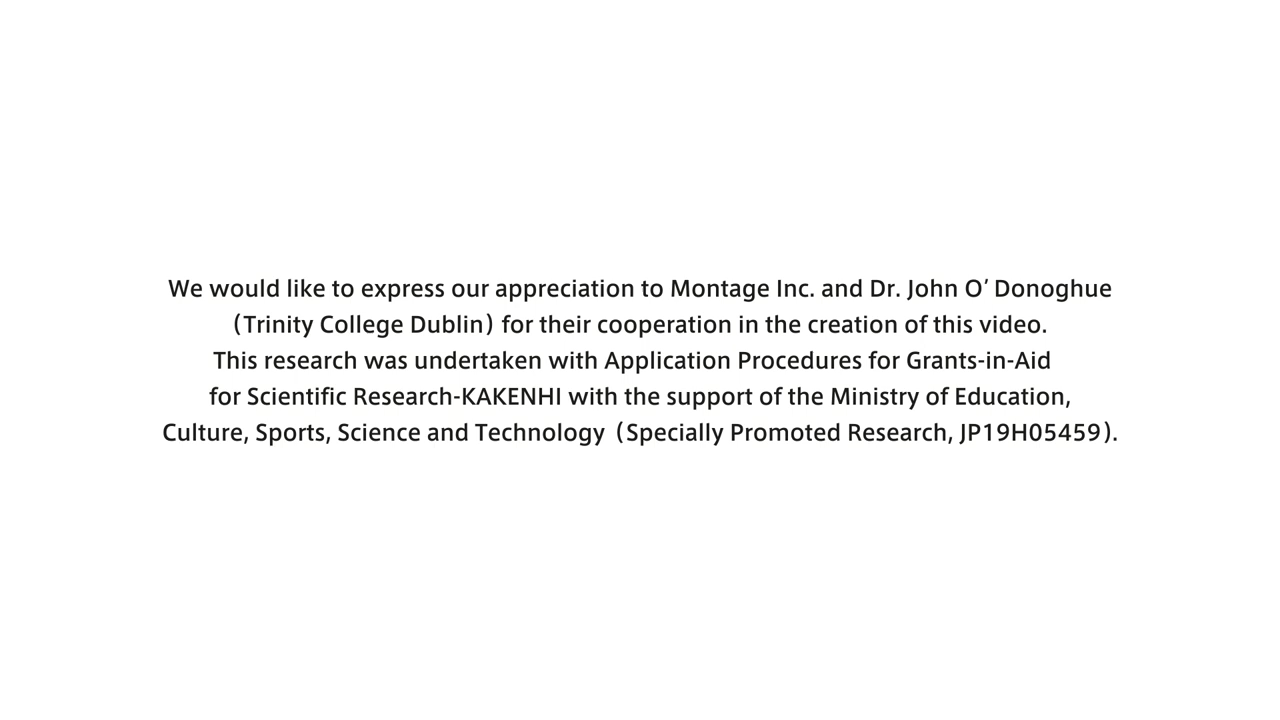 We would like to express our appreciation to Montage Inc. and Dr. John O’ Donoghue
(Trinity College Dublin) for their cooperation in the creation of this video.
This research was undertaken with Application Procedures for Grants-in-Aid
for Scientific Research-KAKENHI with the support of the Ministry of Education,
Culture, Sports, Science and Technology (Specially Promoted Research, JP19H05459).